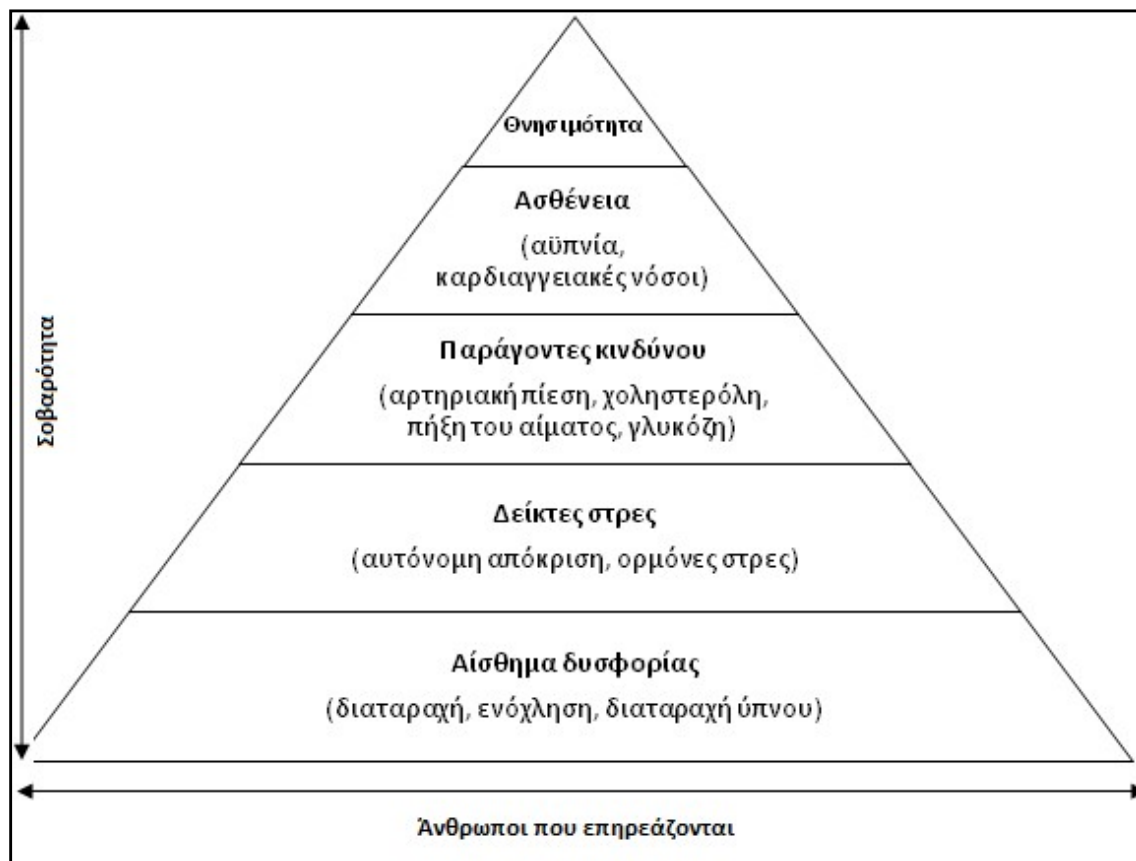 Θνησιμότητα
Ασθένεια
(αϋπνία,
καρδιαγγειακές νόσοι)
Παράγοντες κινδύνου
(αρτηριακή πίεση, χοληστερόλη,
πήξη του αίματος, γλυκόζη)
Δείκτες στρες
(αυτόνομη απόκριση, ορμόνες στρες)
Αίσθημα δυσφορίας
(διαταραχή, ενόχληση, διαταραχή ύπνου)
Σοβαρότητα
Άνθρωποι που επηρεάζονται